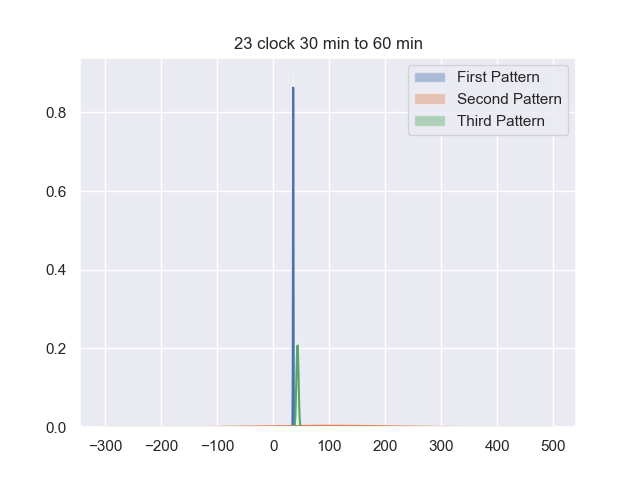 23 clock 30 min to 60 min
First Pattern
Second Pattern
Third Pattern
0.8
0.6
0.4
0.2
0.0
−300 −200 −100 0 100 200 300 400 500